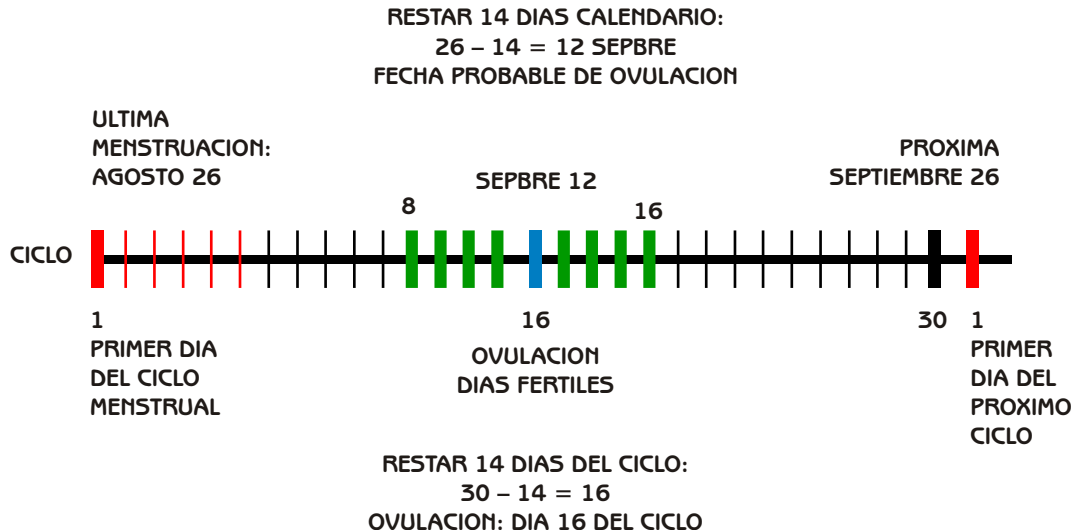 RESTAR 14 DIAS CALENDARIO:
26 – 14 = 12 SEPBRE
FECHA PROBABLE DE OVULACION
ULTIMA
MENSTRUACION:
AGOSTO 26
SEPBRE 12
PROXIMA
SEPTIEMBRE 26
8
16
CICLO
1
PRIMER DIA
DEL CICLO
MENSTRUAL
16
OVULACION
DIAS FERTILES
30
1
PRIMER
DIA DEL
PROXIMO
CICLO
RESTAR 14 DIAS DEL CICLO:
30 – 14 = 16
OVULACION: DIA 16 DEL CICLO